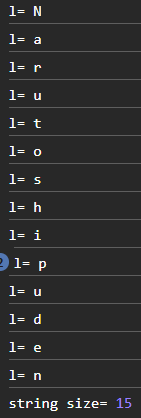 l= N
l= a
l= r
l= u
l= t
l= o
l= s
l= h
l= i
2 l= p
l= u
l= d
l= e
l= n
string size= 15